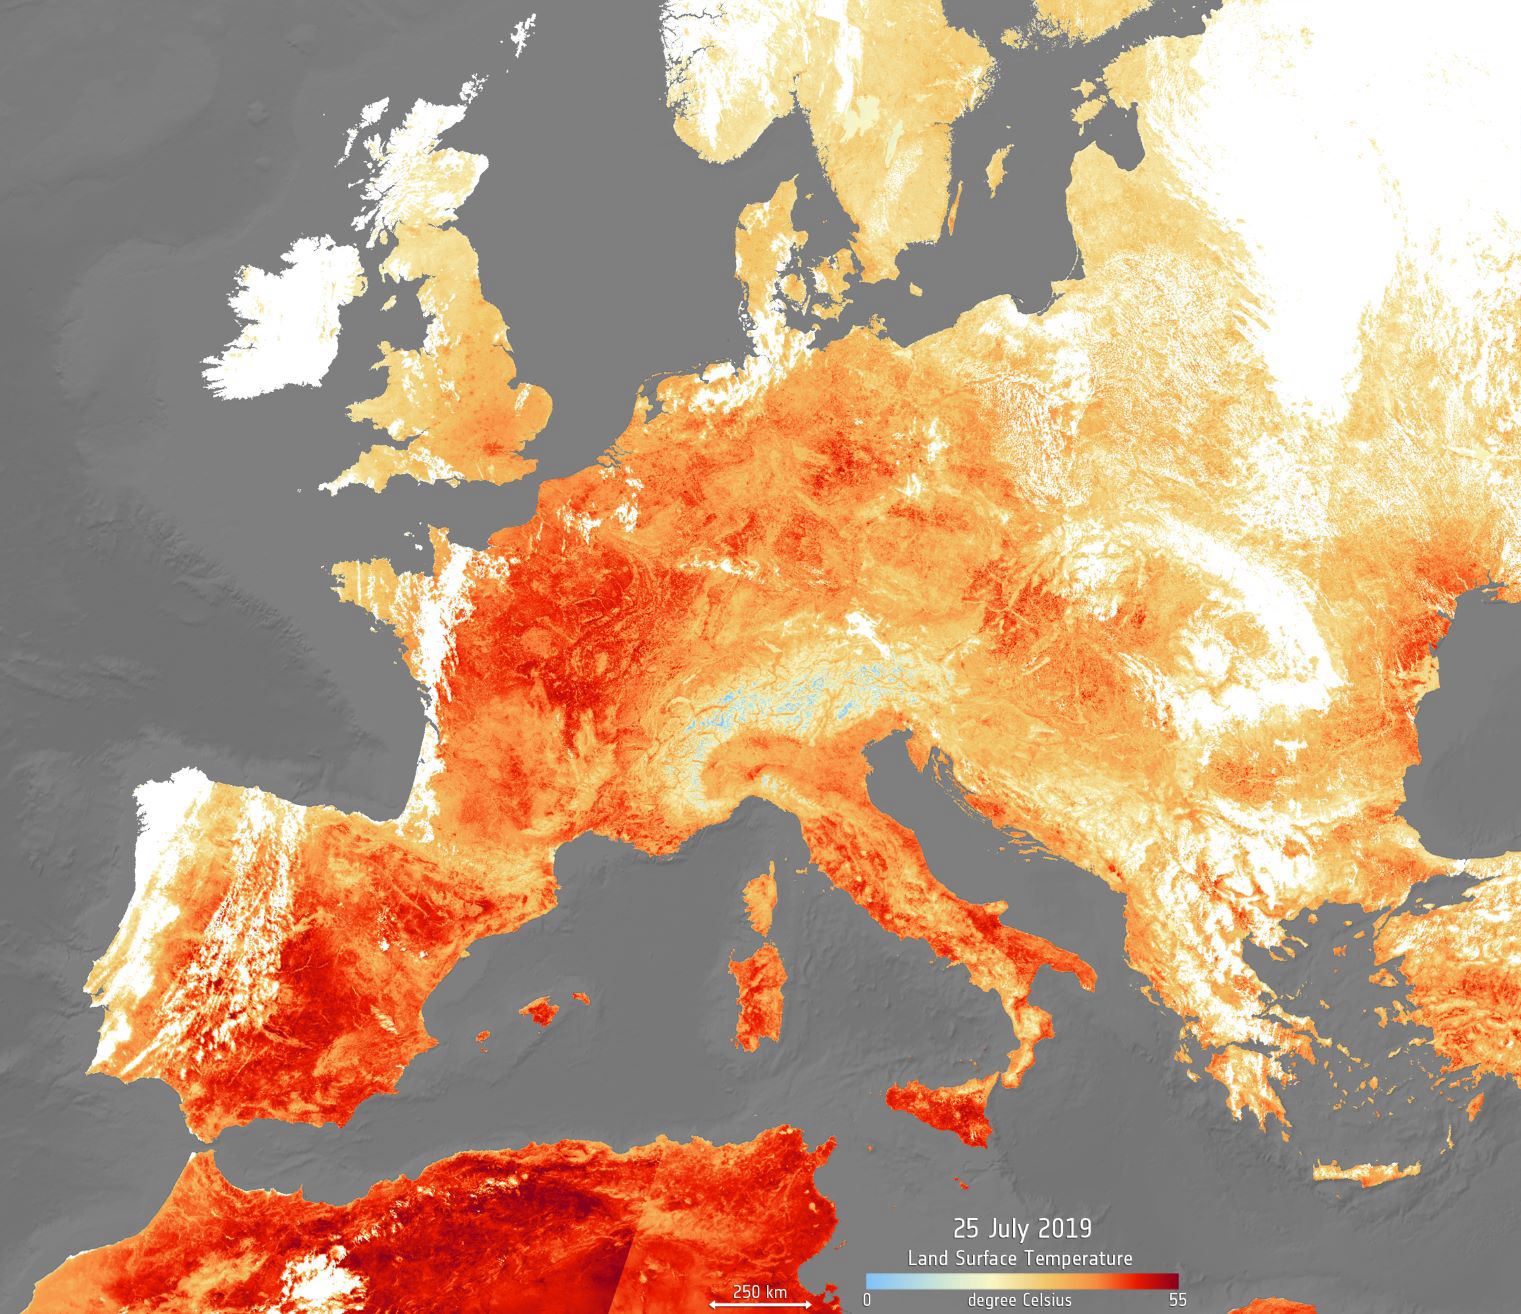 25 July 2019
Land Surface Temperature
250 km
0 degree Celsius 55